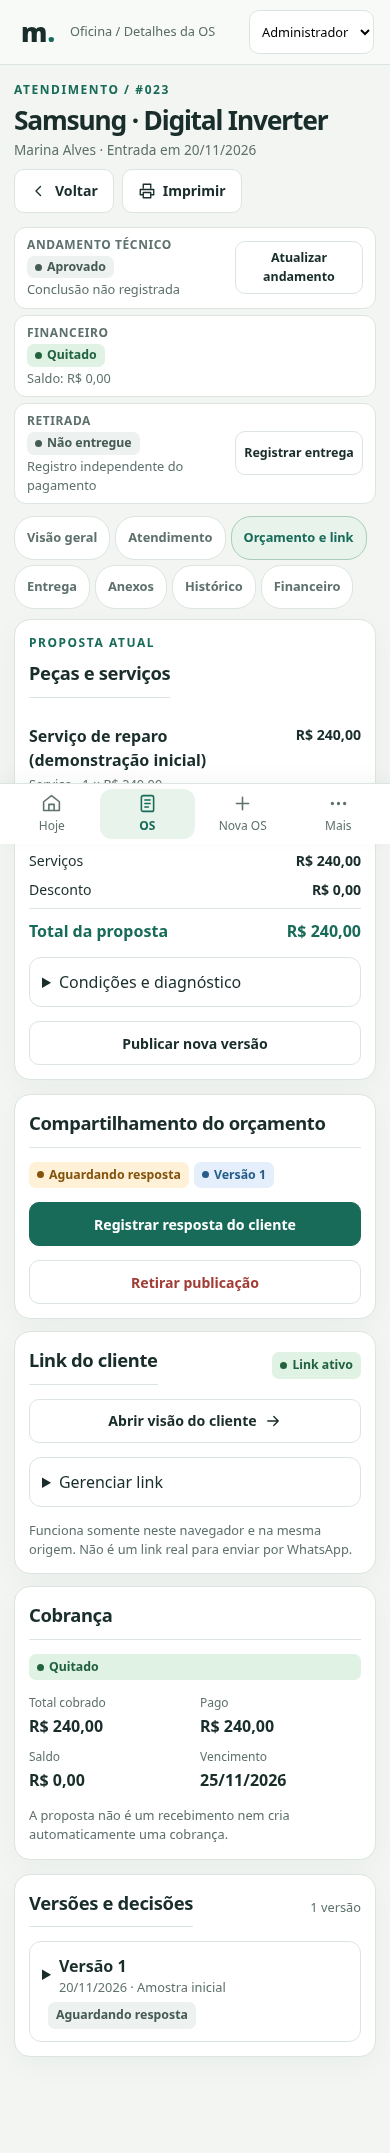 m.
Oficina / Detalhes da OS
Administrador
ATENDIMENTO / #023
Samsung · Digital Inverter
Marina Alves · Entrada em 20/11/2026
Voltar
Imprimir
ANDAMENTO TÉCNICO
Aprovado
Conclusão não registrada
Atualizar
andamento
FINANCEIRO
Quitado
Saldo: R$ 0,00
RETIRADA
Não entregue
Registro independente do
pagamento
Registrar entrega
Visão geral
Atendimento
Orçamento e link
Entrega
Anexos
Histórico
Financeiro
PROPOSTA ATUAL
Peças e serviços
Serviço de reparo
(demonstração inicial)
R$ 240,00
Hoje
OS
Nova OS
Mais
Serviços
R$ 240,00
Desconto
R$ 0,00
Total da proposta
R$ 240,00
Condições e diagnóstico
Publicar nova versão
Compartilhamento do orçamento
Aguardando resposta
Versão 1
Registrar resposta do cliente
Retirar publicação
Link do cliente
Link ativo
Abrir visão do cliente
Gerenciar link
Funciona somente neste navegador e na mesma
origem. Não é um link real para enviar por WhatsApp.
Cobrança
Quitado
Total cobrado
R$ 240,00
Pago
R$ 240,00
Saldo
R$ 0,00
Vencimento
25/11/2026
A proposta não é um recebimento nem cria
automaticamente uma cobrança.
Versões e decisões
1 versão
Versão 1
20/11/2026 · Amostra inicial
Aguardando resposta